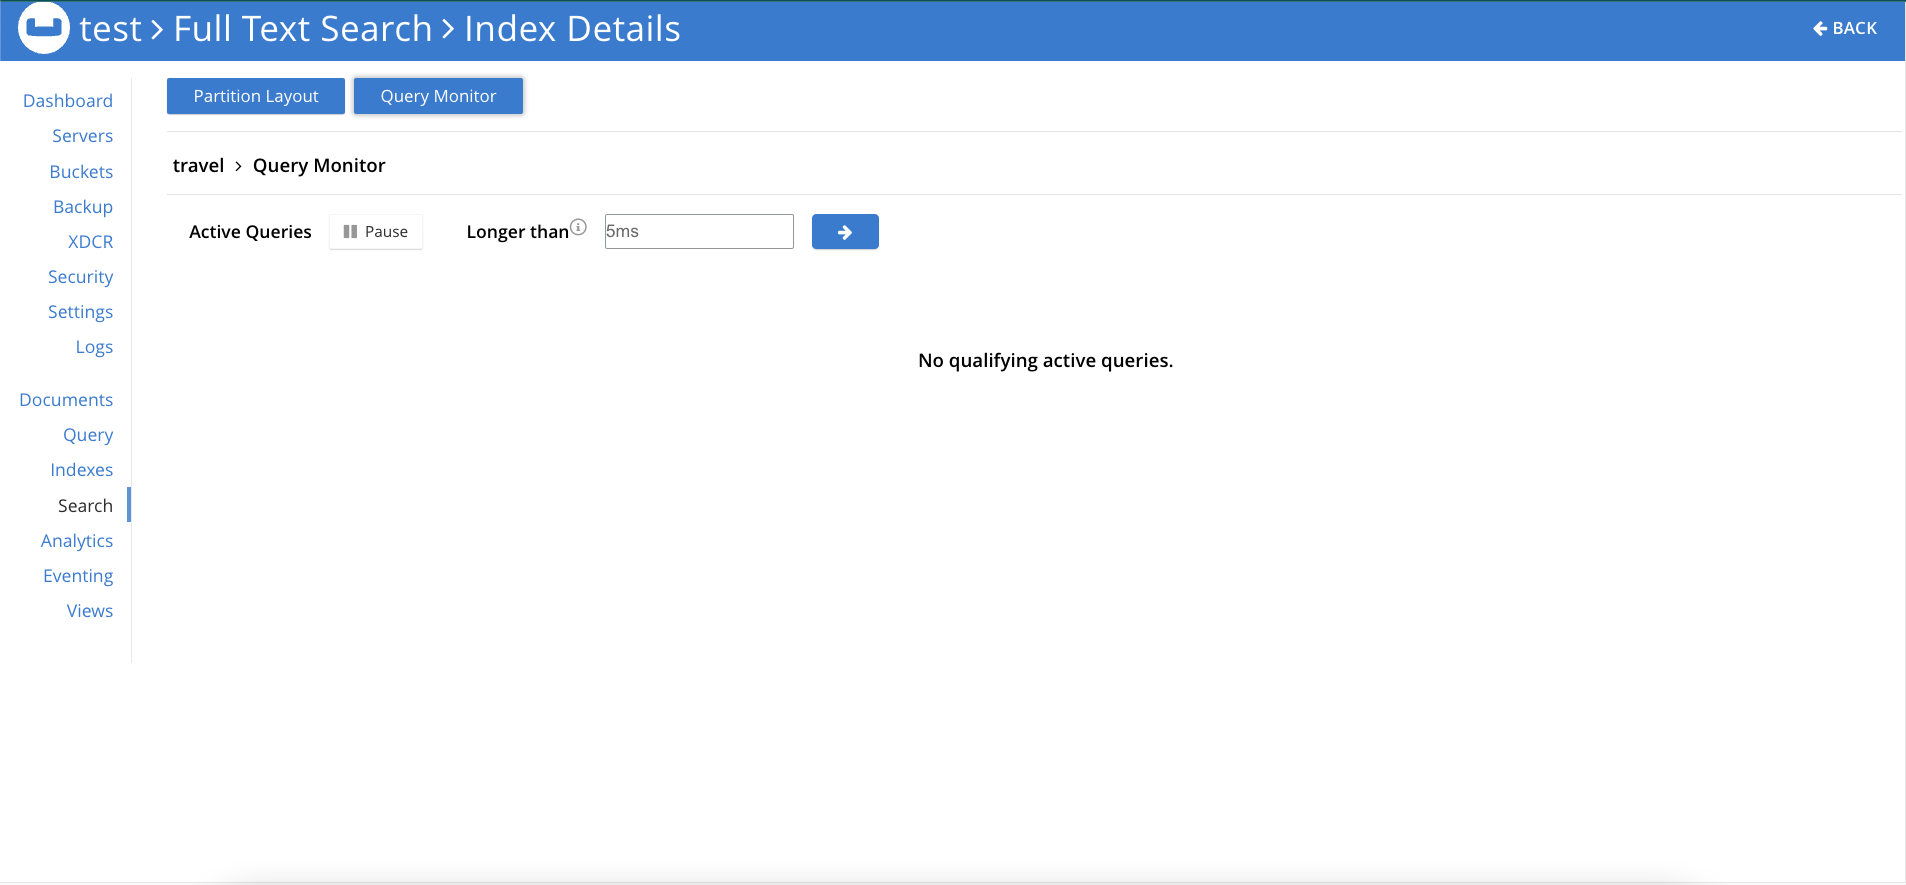 test > Full Text Search > Index Details
BACK
Dashboard
Servers
Buckets
Backup
XDCR
Security
Settings
Logs
Documents
Query
Indexes
Search
Analytics
Eventing
Views
Partition Layout
Query Monitor
travel > Query Monitor
Active Queries Pause Longer than 5ms
No qualifying active queries.